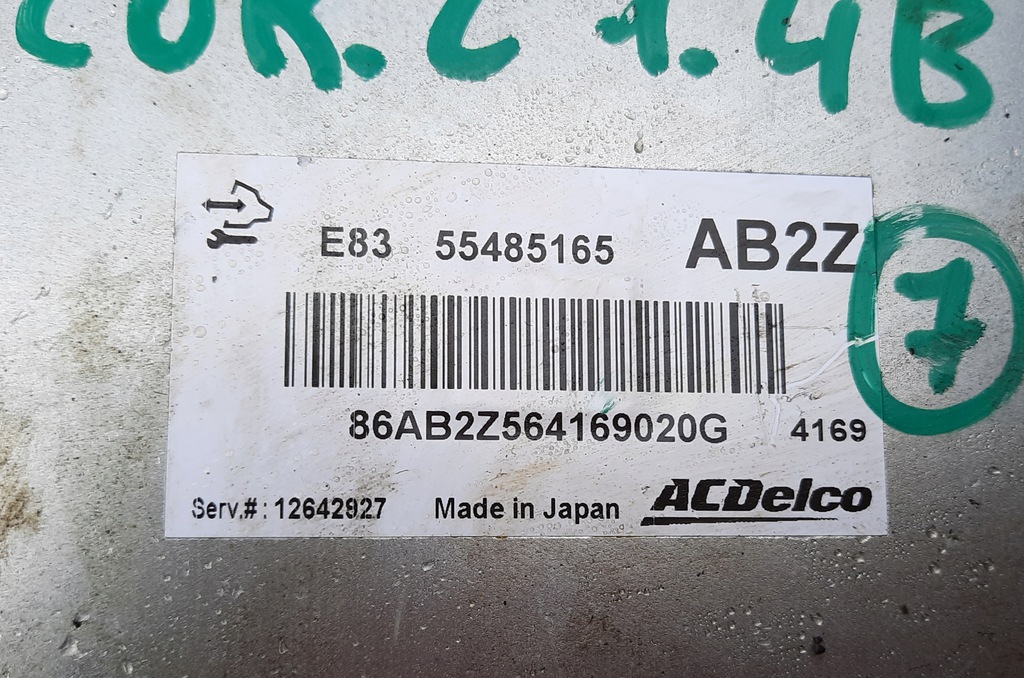 COR. C 1.4B
E83 55485165 AB2Z
7
86AB2Z564169020G 4169
Serv.#: 12642927 Made in Japan ACDelco